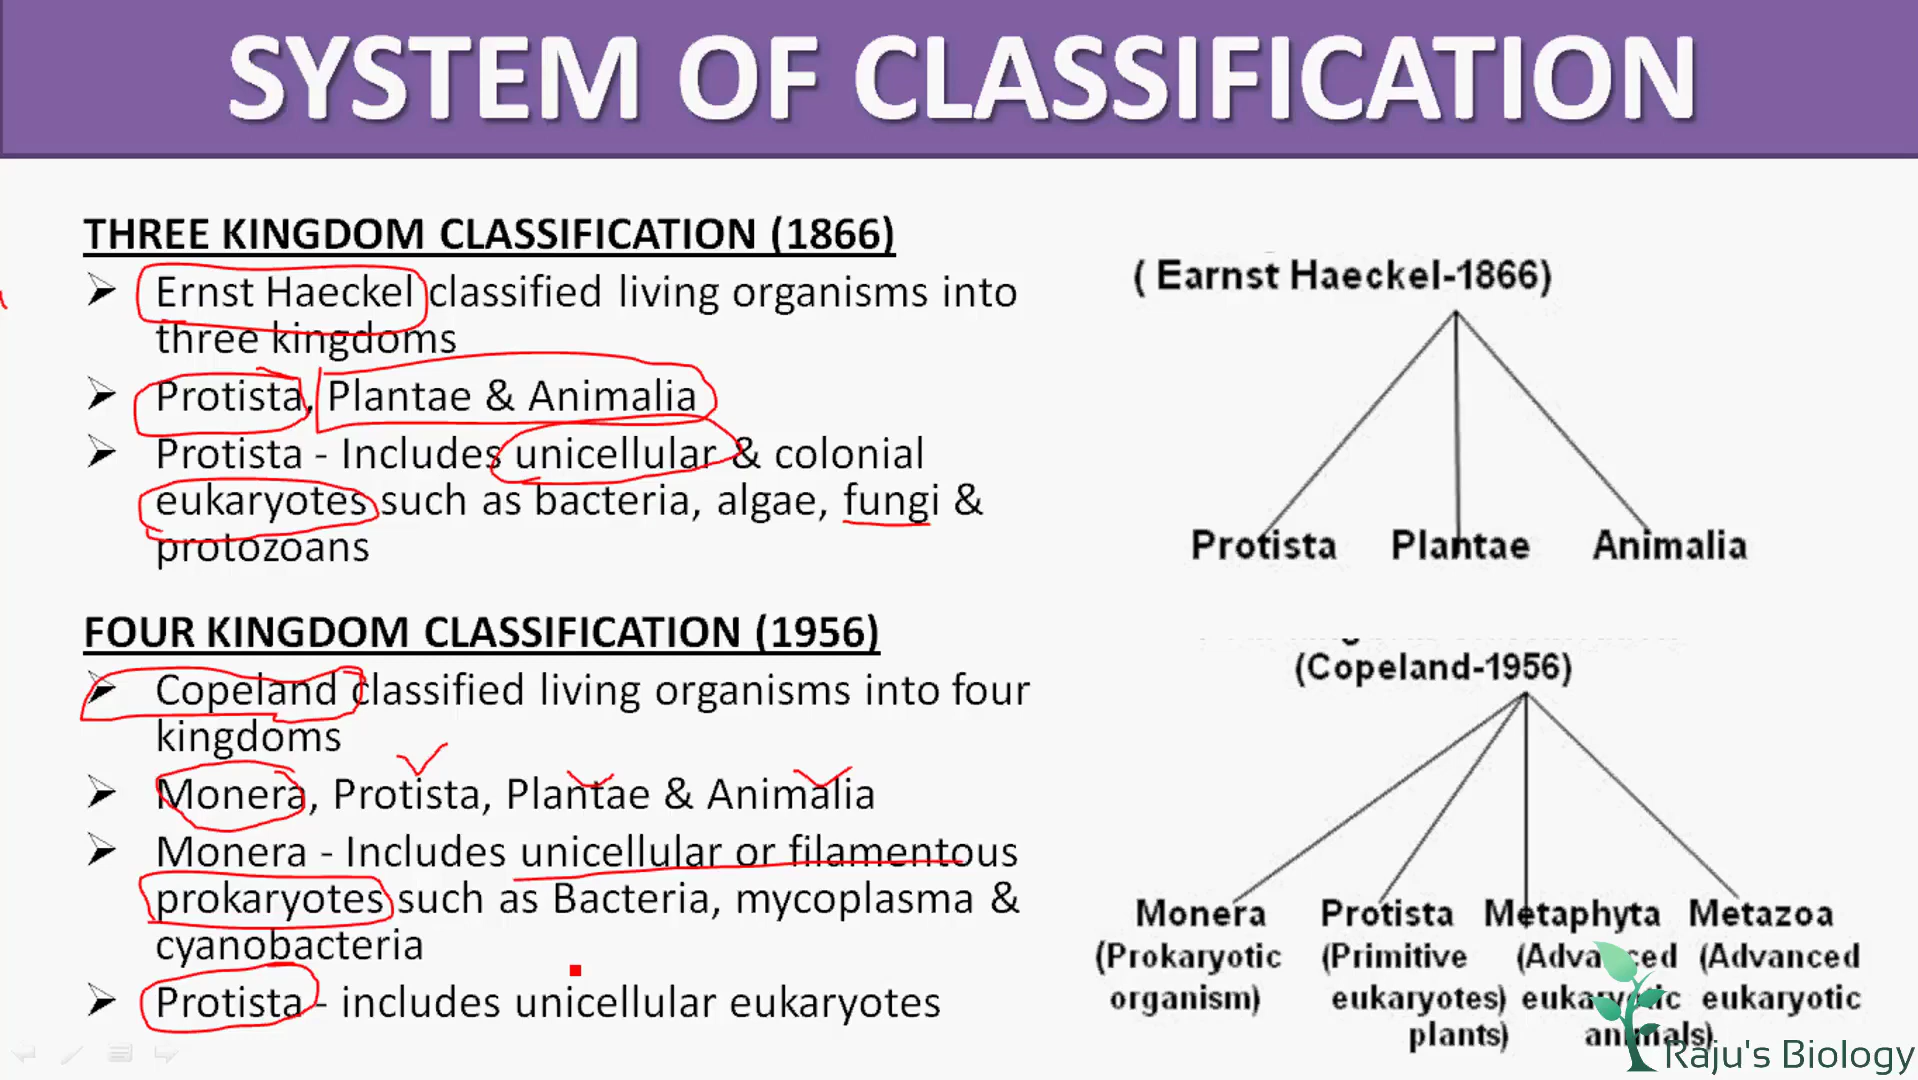 SYSTEM OF CLASSIFICATION
THREE KINGDOM CLASSIFICATION (1866)
Ernst Haeckel classified living organisms into
three kingdoms
Protista, Plantae & Animalia
Protista - Includes unicellular & colonial
eukaryotes such as bacteria, algae, fungi &
protozoans
FOUR KINGDOM CLASSIFICATION (1956)
Copeland classified living organisms into four
kingdoms
Monera, Protista, Plantae & Animalia
Monera - Includes unicellular or filamentous
prokaryotes such as Bacteria, mycoplasma &
cyanobacteria
Protista - includes unicellular eukaryotes
( Earnst Haeckel-1866)
Protista Plantae Animalia
(Copeland-1956)
Monera Protista Metaphyta Metazoa
(Prokaryotic (Primitive (Advanced (Advanced
organism) eukaryotes) eukaryotic eukaryotic
plants) animals)
Raju's Biology